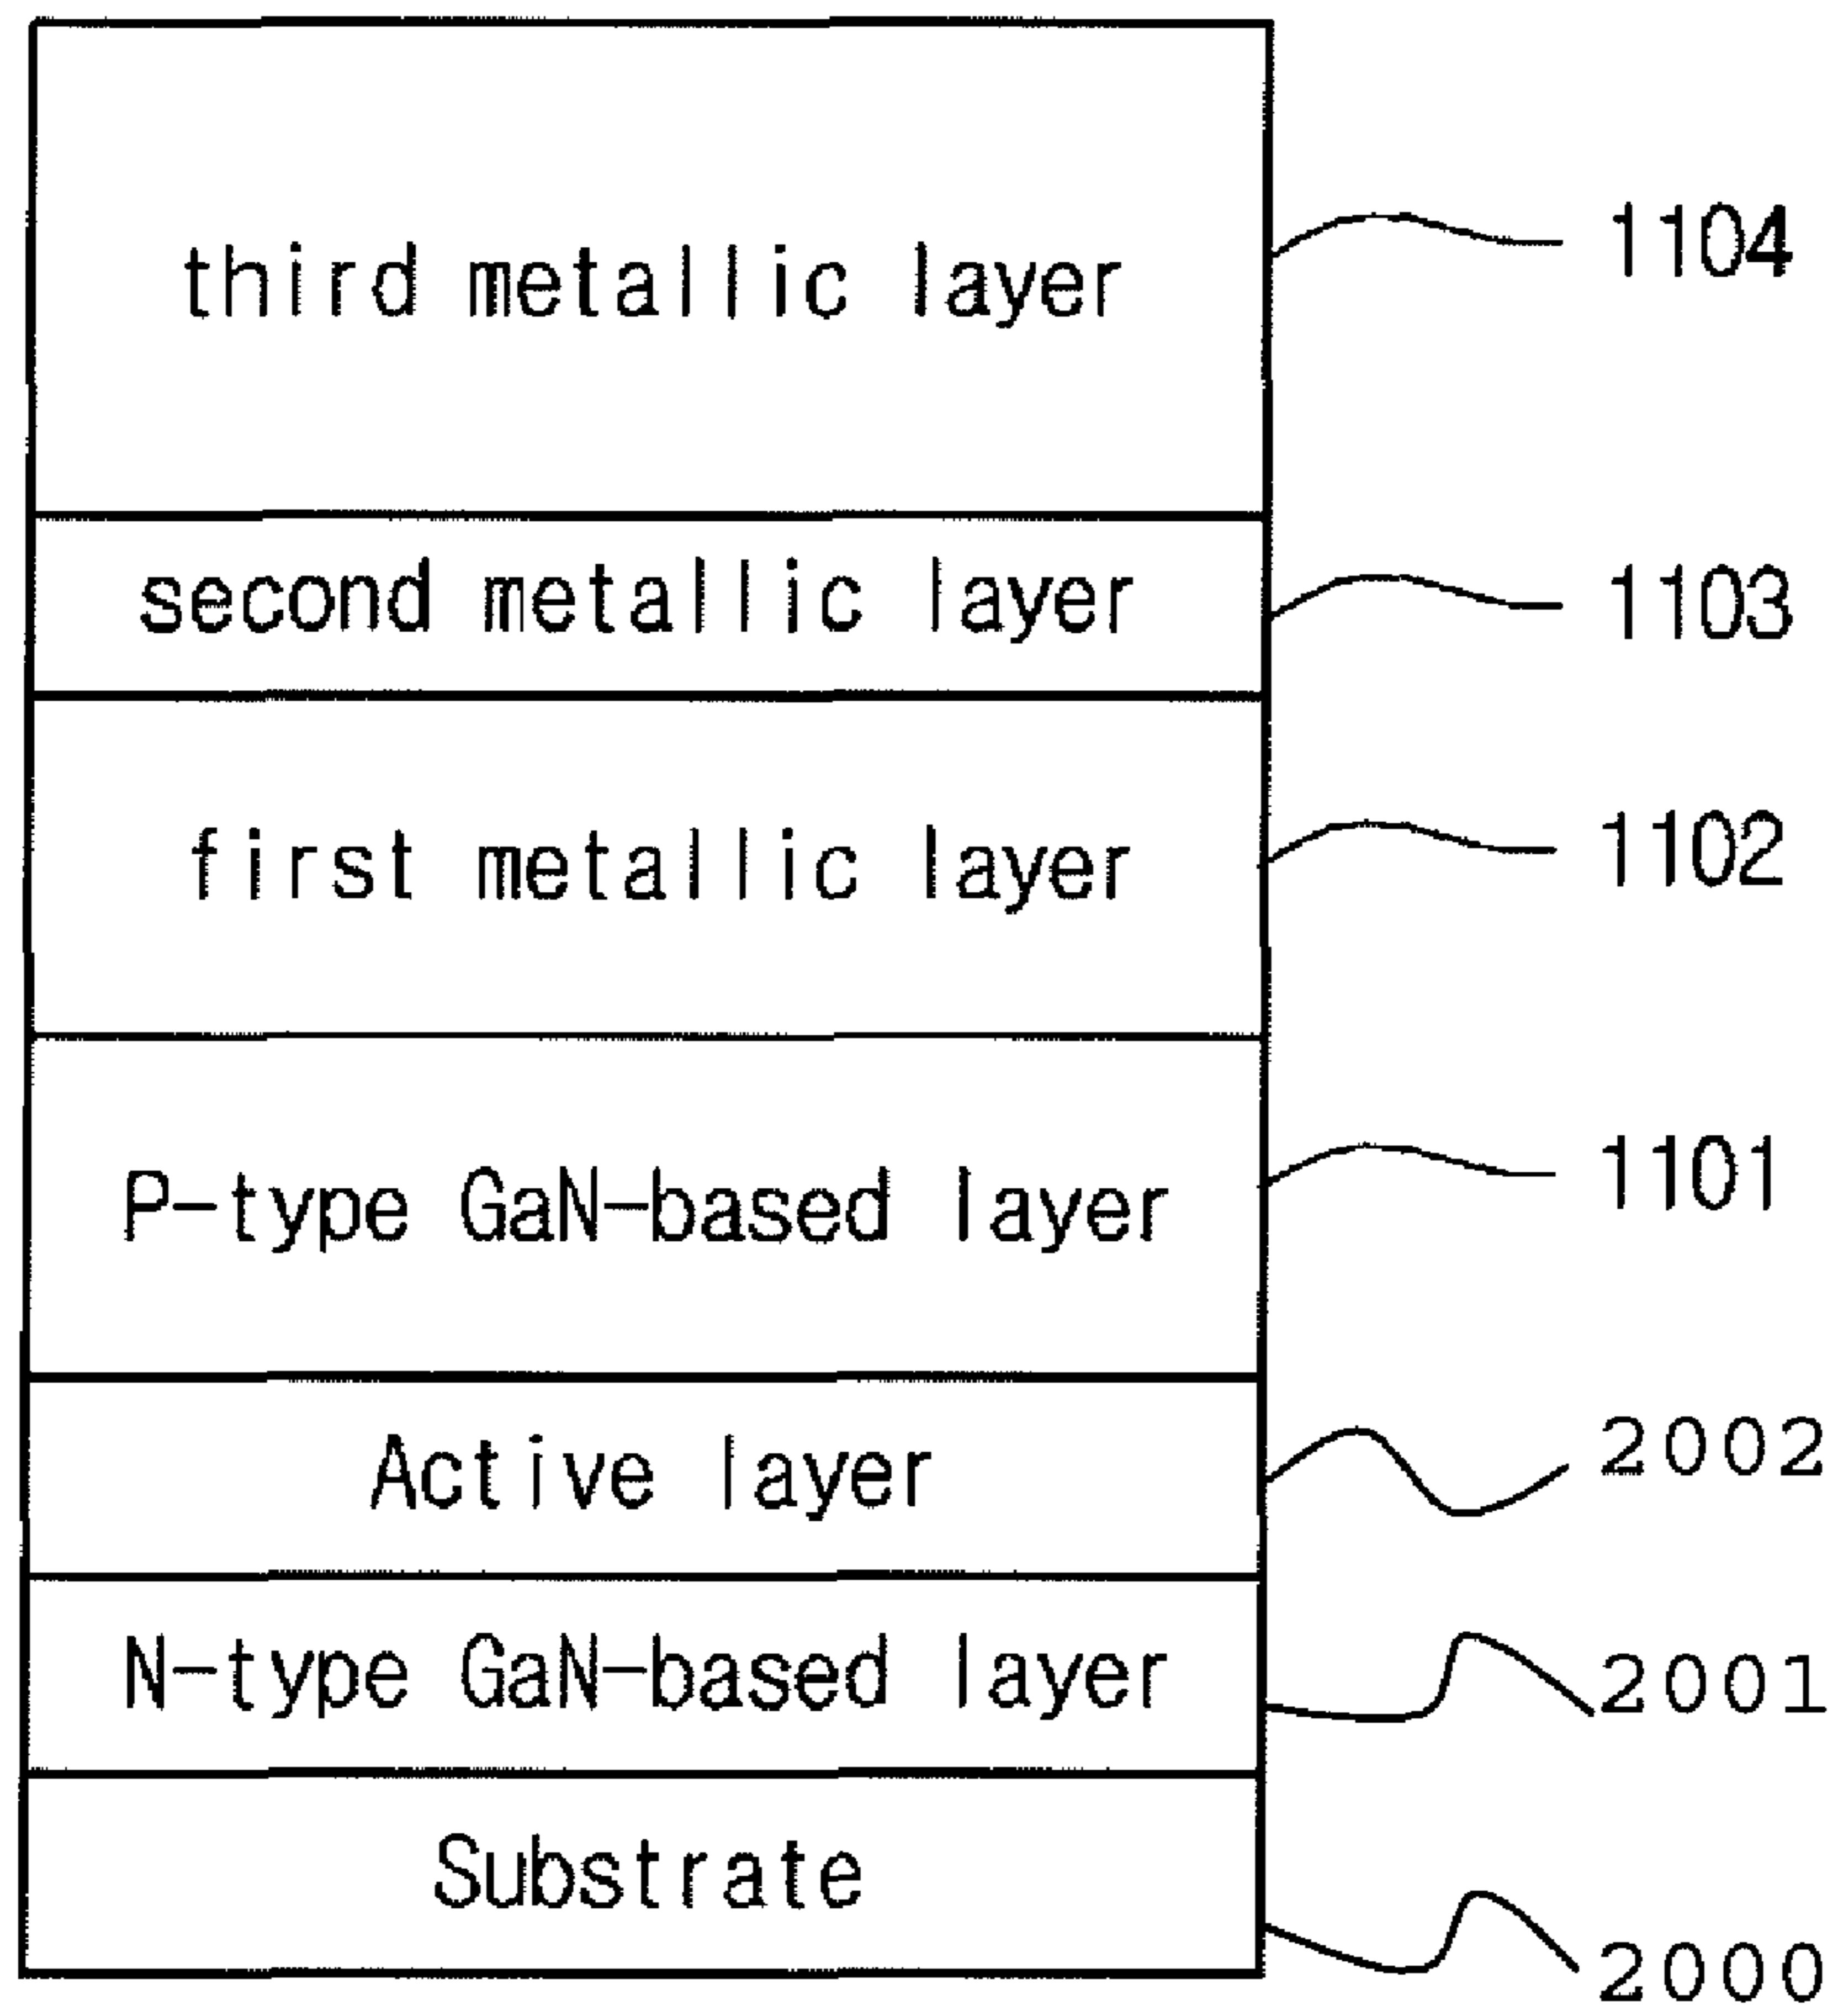 third metallic layer 1104
second metallic layer 1103
first metallic layer 1102
P-type GaN-based layer 1101
Active layer 2002
N-type GaN-based layer 2001
Substrate 2000